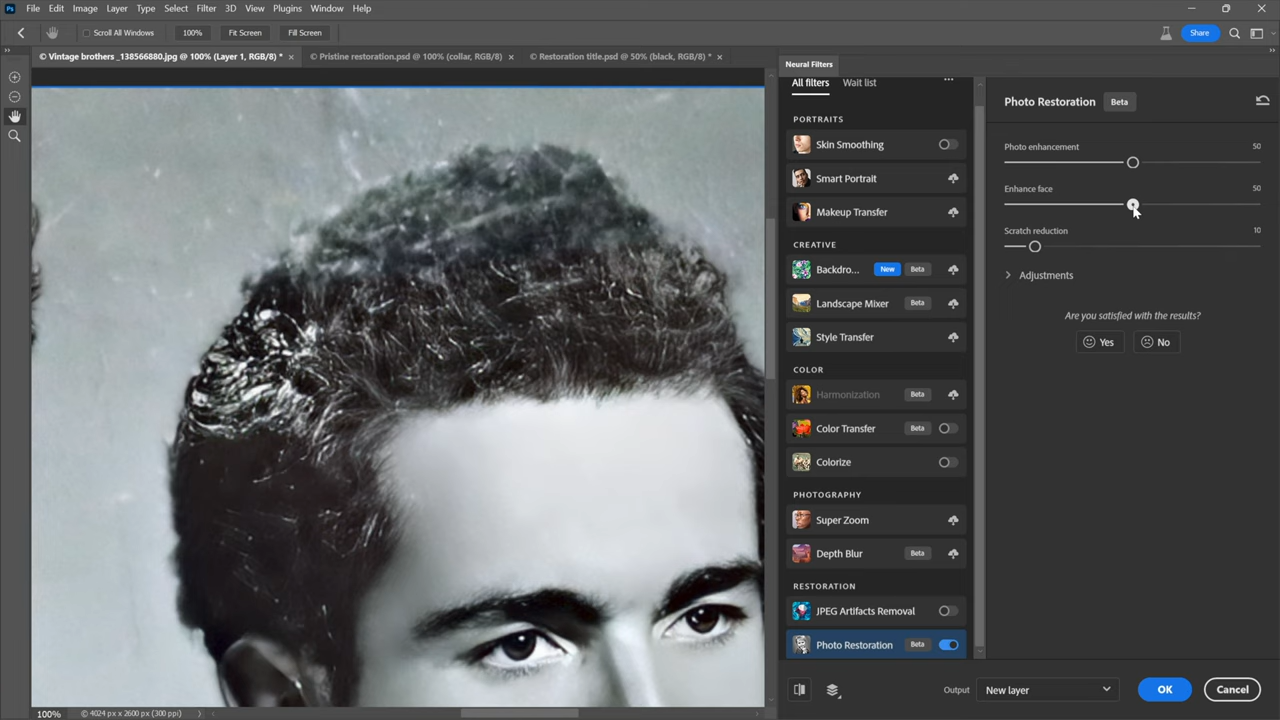 Ps File Edit Image Layer Type Select Filter 3D View Plugins Window Help
Scroll All Windows 100% Fit Screen Fill Screen Share
© Vintage brothers _138566880.jpg @ 100% (Layer 1, RGB/8) * × © Pristine restoration.psd @ 100% (collar, RGB/8) × © Restoration title.psd @ 50% (black, RGB/8) * ×
Neural Filters
All filters Wait list
PORTRAITS
Skin Smoothing
Smart Portrait
Makeup Transfer
CREATIVE
Backdro... New Beta
Landscape Mixer Beta
Style Transfer
COLOR
Harmonization Beta
Color Transfer Beta
Colorize
PHOTOGRAPHY
Super Zoom
Depth Blur Beta
RESTORATION
JPEG Artifacts Removal
Photo Restoration Beta
Photo Restoration Beta
Photo enhancement 50
Enhance face 50
Scratch reduction 10
Adjustments
Are you satisfied with the results?
Yes No
Output New layer OK Cancel
100% © 4024 px x 2600 px (300 ppi)